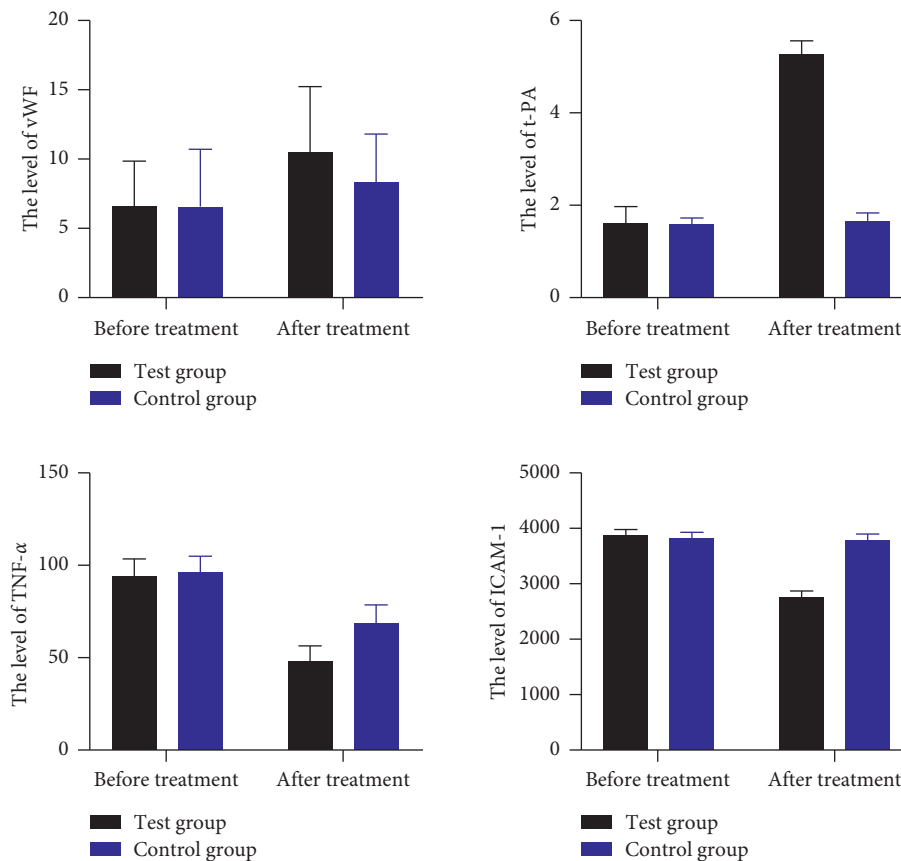 The level of vWF
20
15
10
5
0
Before treatment
After treatment
Test group
Control group
The level of t-PA
6
4
2
0
Before treatment
After treatment
Test group
Control group
The level of TNF-α
150
100
50
0
Before treatment
After treatment
Test group
Control group
The level of ICAM-1
5000
4000
3000
2000
1000
0
Before treatment
After treatment
Test group
Control group